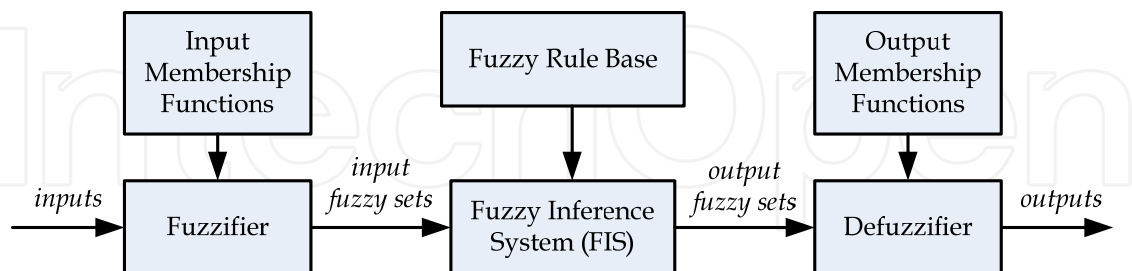 Input
Membership
Functions
Fuzzy Rule Base
Output
Membership
Functions
inputs
Fuzzifier
input
fuzzy sets
Fuzzy Inference
System (FIS)
output
fuzzy sets
Defuzzifier
outputs
IntechOpen